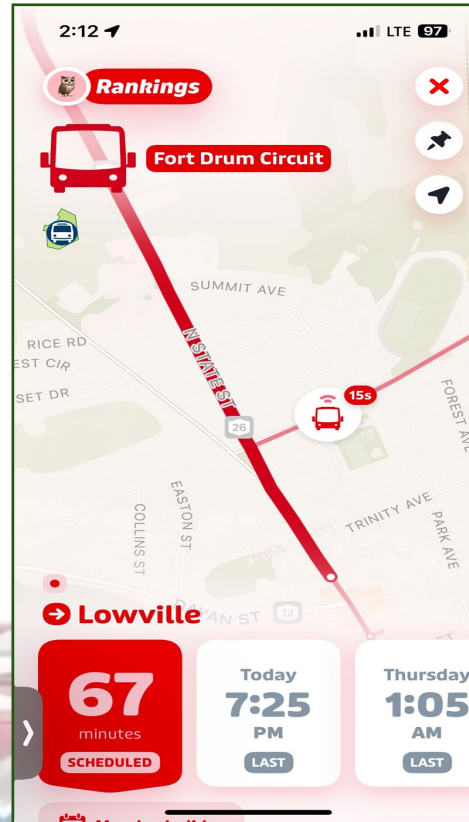 2:12
LTE 97
Rankings
Fort Drum Circuit
SUMMIT AVE
RICE RD
EST CIR
SET DR
N STATE ST
15s
26
FOREST AVE
EASTON ST
COLLINS ST
TRINITY AVE
PARK AVE
Lowville
DAYAN ST
12
67
minutes
SCHEDULED
Today
7:25
PM
LAST
Thursday
1:05
AM
LAST